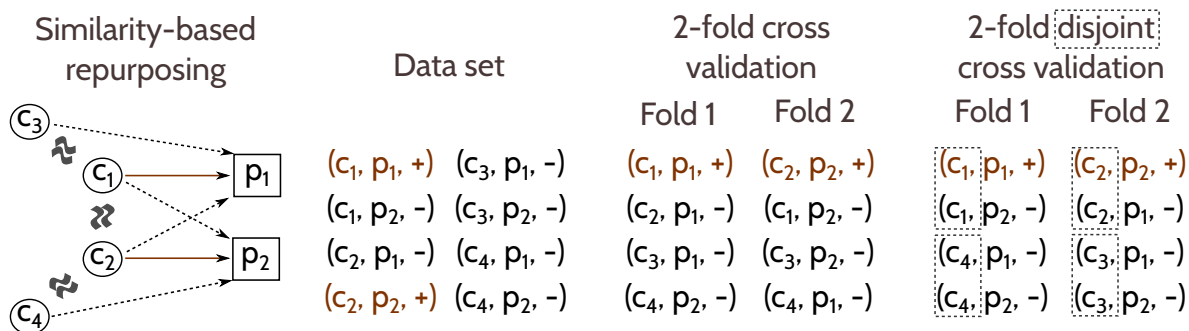 Similarity-based
repurposing
c3
c1
c2
c4
p1
p2
Data set
(c1, p1, +) (c3, p1, -)
(c1, p2, -) (c3, p2, -)
(c2, p1, -) (c4, p1, -)
(c2, p2, +) (c4, p2, -)
2-fold cross
validation
Fold 1 Fold 2
(c1, p1, +) (c2, p2, +)
(c2, p1, -) (c1, p2, -)
(c3, p1, -) (c3, p2, -)
(c4, p2, -) (c4, p1, -)
2-fold disjoint
cross validation
Fold 1 Fold 2
(c1, p1, +) (c2, p2, +)
(c1, p2, -) (c2, p1, -)
(c4, p1, -) (c3, p1, -)
(c4, p2, -) (c3, p2, -)